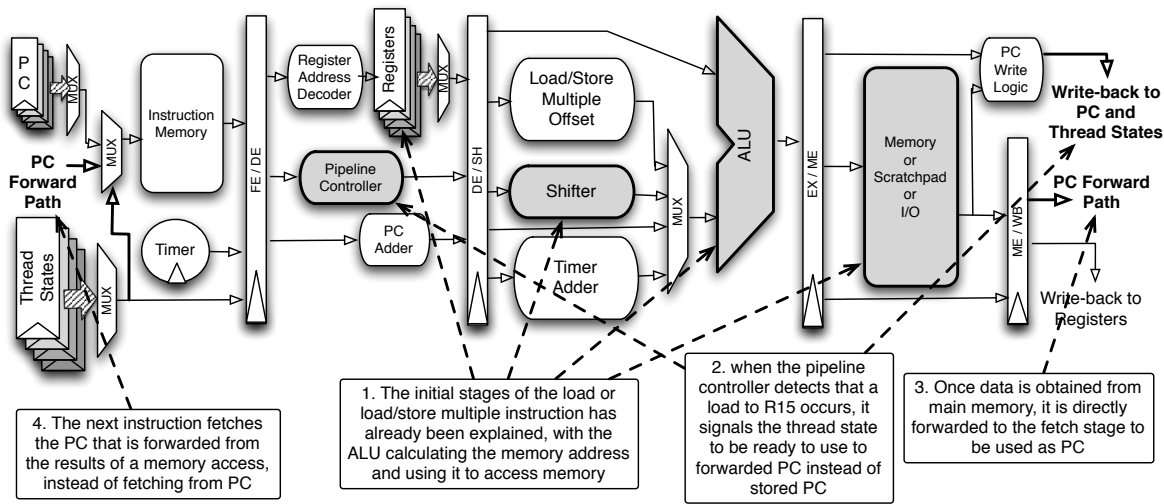 P
C
MUX
PC
Forward
Path
Thread
States
MUX
MUX
Instruction
Memory
Timer
FE / DE
Register
Address
Decoder
Pipeline
Controller
PC
Adder
Registers
MUX
DE / SH
Load/Store
Multiple
Offset
Shifter
Timer
Adder
MUX
ALU
EX / ME
Memory
or
Scratchpad
or
I/O
PC
Write
Logic
Write-back to
PC and
Thread States
ME / WB
PC Forward
Path
Write-back to
Registers
4. The next instruction fetches
the PC that is forwarded from
the results of a memory access,
instead of fetching from PC
1. The initial stages of the load or
load/store multiple instruction has
already been explained, with the
ALU calculating the memory address
and using it to access memory
2. when the pipeline
controller detects that a
load to R15 occurs, it
signals the thread state
to be ready to use to
forwarded PC instead of
stored PC
3. Once data is obtained from
main memory, it is directly
forwarded to the fetch stage to
be used as PC